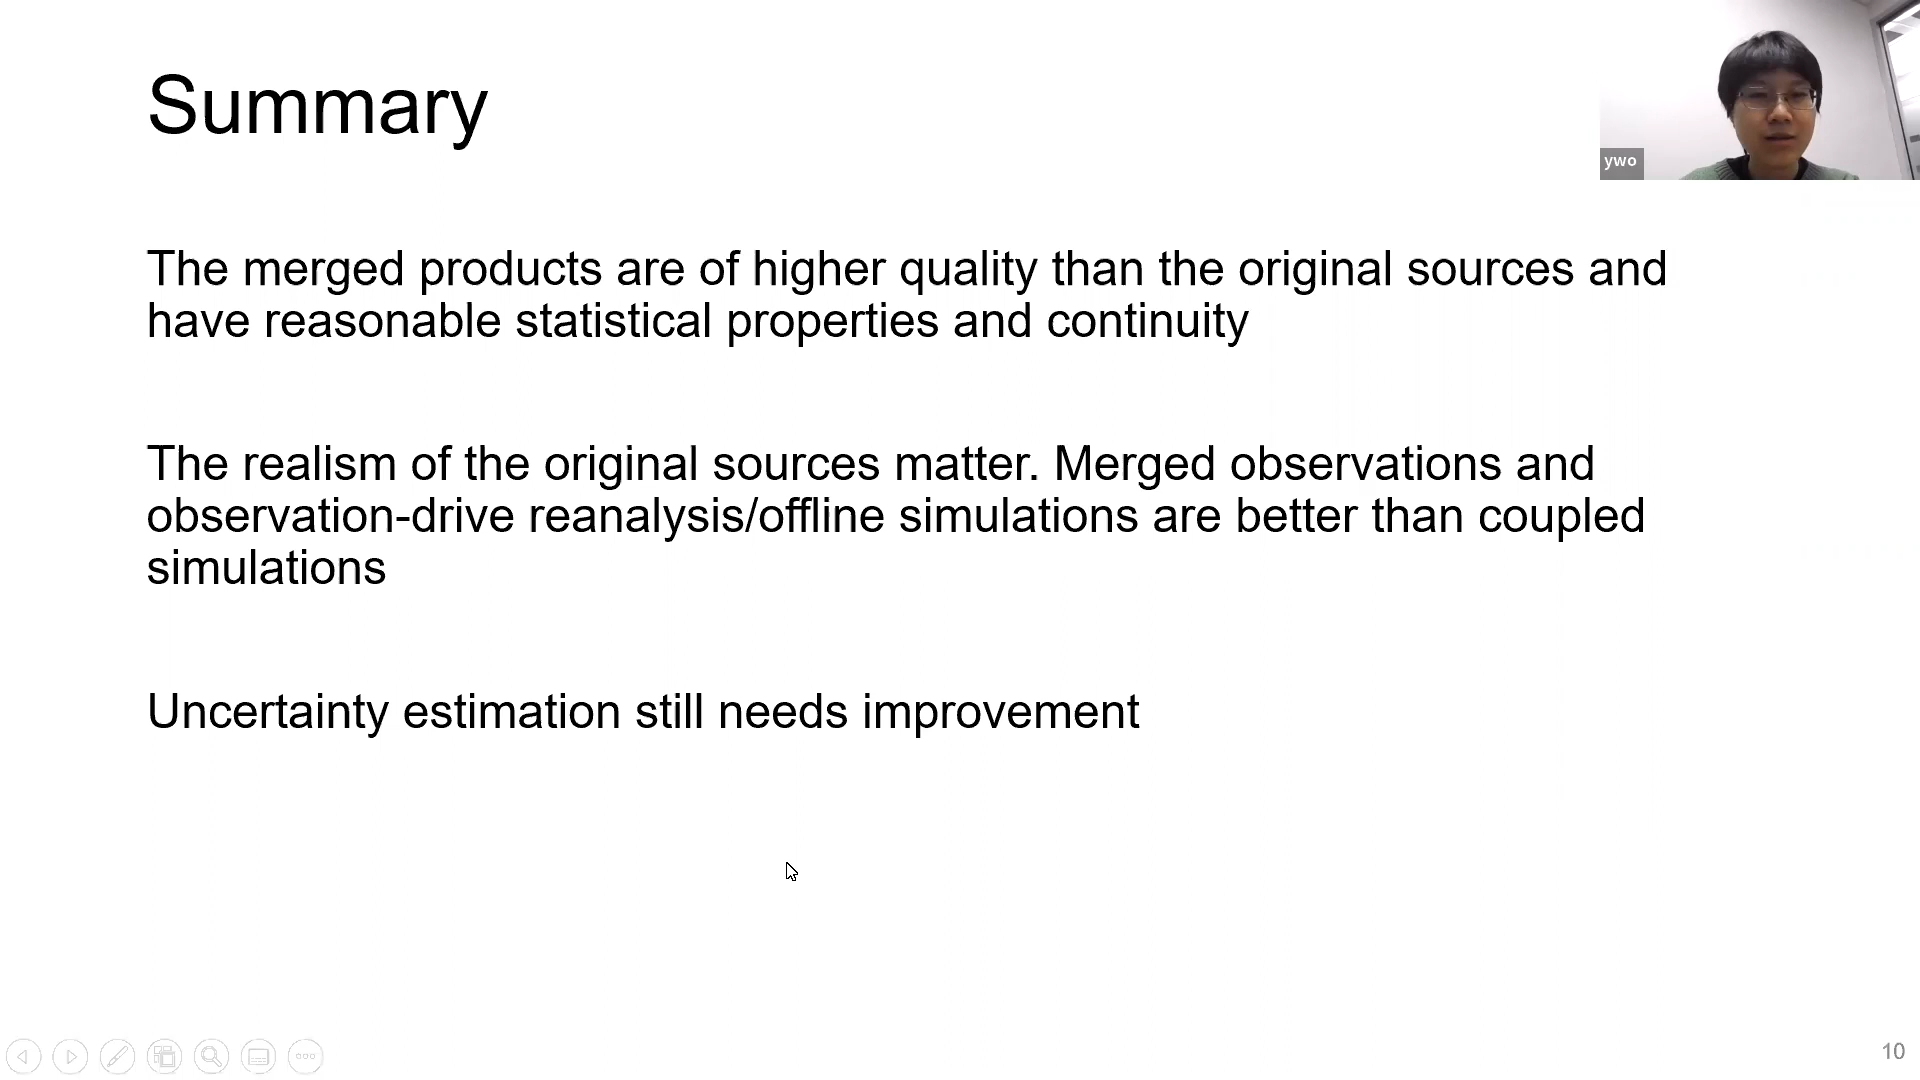 Summary
ywo
The merged products are of higher quality than the original sources and
have reasonable statistical properties and continuity
The realism of the original sources matter. Merged observations and
observation-drive reanalysis/offline simulations are better than coupled
simulations
Uncertainty estimation still needs improvement
10